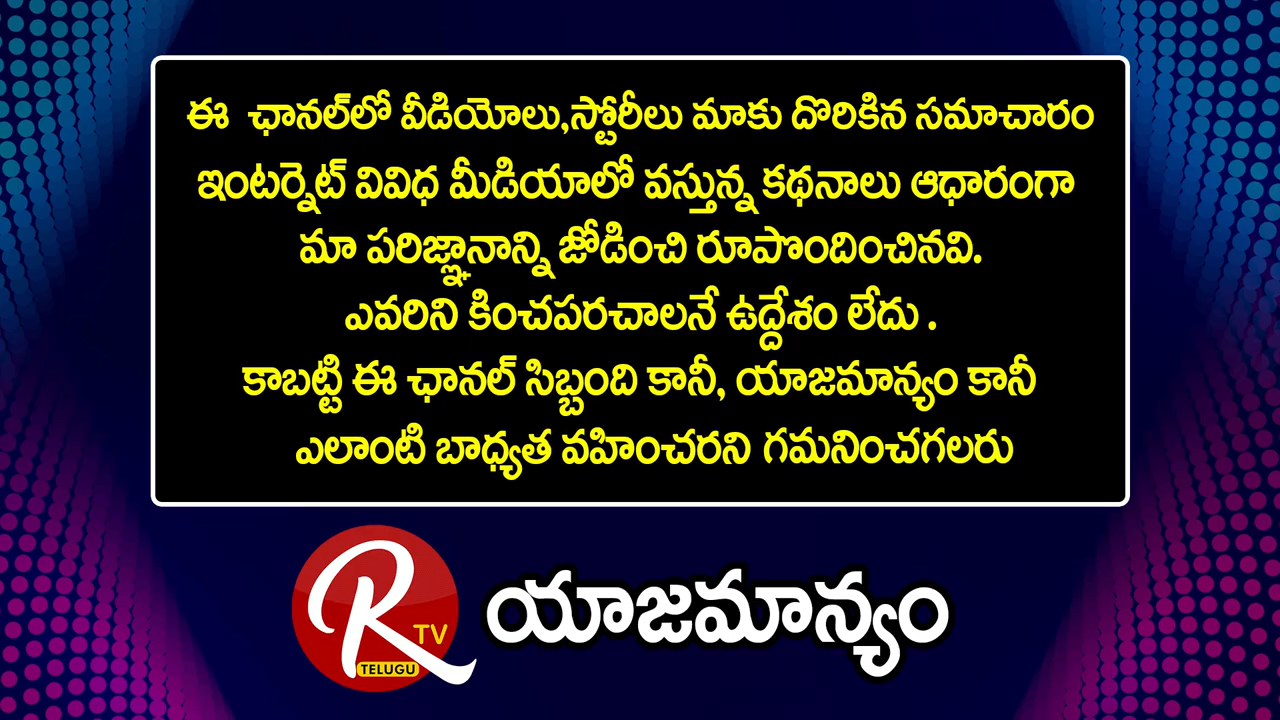 ఈ ఛానల్‌లో వీడియోలు,స్టోరీలు మాకు దొరికిన సమాచారం
ఇంటర్నెట్ వివిధ మీడియాలో వస్తున్న కథనాలు ఆధారంగా
మా పరిజ్ఞానాన్ని జోడించి రూపొందించినవి.
ఎవరిని కించపరచాలనే ఉద్దేశం లేదు .
కాబట్టి ఈ ఛానల్ సిబ్బంది కానీ, యాజమాన్యం కానీ
ఎలాంటి బాధ్యత వహించరని గమనించగలరు
R TV
TELUGU
యాజమాన్యం